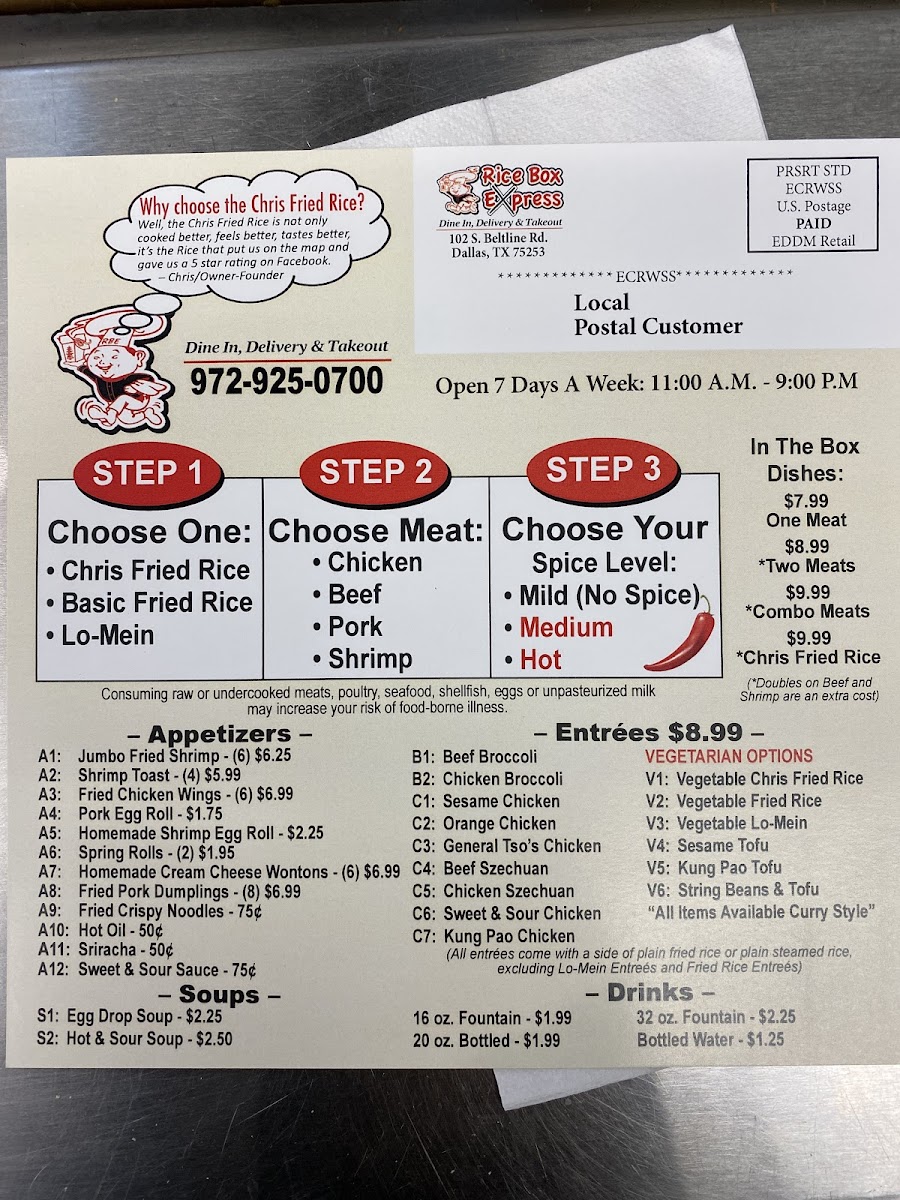 Why choose the Chris Fried Rice?
Well, the Chris Fried Rice is not only
cooked better, feels better, tastes better,
it's the Rice that put us on the map and
gave us a 5 star rating on Facebook.
– Chris/Owner-Founder
RBE
Dine In, Delivery & Takeout
972-925-0700
Rice Box
Express
Dine In, Delivery & Takeout
102 S. Beltline Rd.
Dallas, TX 75253
PRSRT STD
ECRWSS
U.S. Postage
PAID
EDDM Retail
*************ECRWSS*************
Local
Postal Customer
Open 7 Days A Week: 11:00 A.M. - 9:00 P.M
STEP 1
Choose One:
• Chris Fried Rice
• Basic Fried Rice
• Lo-Mein
STEP 2
Choose Meat:
• Chicken
• Beef
• Pork
• Shrimp
STEP 3
Choose Your
Spice Level:
• Mild (No Spice)
• Medium
• Hot
In The Box
Dishes:
$7.99
One Meat
$8.99
*Two Meats
$9.99
*Combo Meats
$9.99
*Chris Fried Rice
(*Doubles on Beef and
Shrimp are an extra cost)
Consuming raw or undercooked meats, poultry, seafood, shellfish, eggs or unpasteurized milk
may increase your risk of food-borne illness.
– Appetizers –
A1: Jumbo Fried Shrimp - (6) $6.25
A2: Shrimp Toast - (4) $5.99
A3: Fried Chicken Wings - (6) $6.99
A4: Pork Egg Roll - $1.75
A5: Homemade Shrimp Egg Roll - $2.25
A6: Spring Rolls - (2) $1.95
A7: Homemade Cream Cheese Wontons - (6) $6.99
A8: Fried Pork Dumplings - (8) $6.99
A9: Fried Crispy Noodles - 75¢
A10: Hot Oil - 50¢
A11: Sriracha - 50¢
A12: Sweet & Sour Sauce - 75¢
– Soups –
S1: Egg Drop Soup - $2.25
S2: Hot & Sour Soup - $2.50
– Entrées $8.99 –
B1: Beef Broccoli
B2: Chicken Broccoli
C1: Sesame Chicken
C2: Orange Chicken
C3: General Tso's Chicken
C4: Beef Szechuan
C5: Chicken Szechuan
C6: Sweet & Sour Chicken
C7: Kung Pao Chicken
VEGETARIAN OPTIONS
V1: Vegetable Chris Fried Rice
V2: Vegetable Fried Rice
V3: Vegetable Lo-Mein
V4: Sesame Tofu
V5: Kung Pao Tofu
V6: String Beans & Tofu
“All Items Available Curry Style”
(All entrées come with a side of plain fried rice or plain steamed rice,
excluding Lo-Mein Entreés and Fried Rice Entreés)
– Drinks –
16 oz. Fountain - $1.99
32 oz. Fountain - $2.25
20 oz. Bottled - $1.99
Bottled Water - $1.25